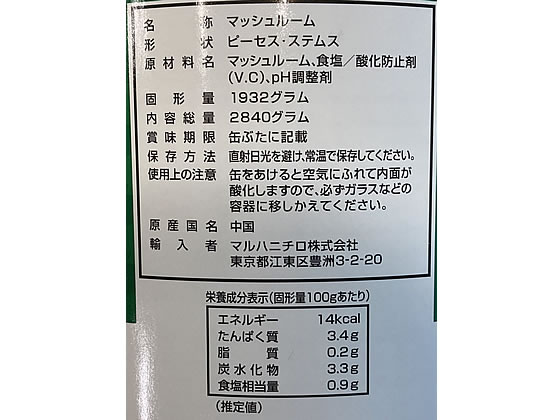 名称 マッシュルーム
形状 ピーセス・ステムス
原材料名 マッシュルーム、食塩／酸化防止剤
(V.C)、pH調整剤
固形量 1932グラム
内容総量 2840グラム
賞味期限 缶ぶたに記載
保存方法 直射日光を避け、常温で保存してください。
使用上の注意 缶をあけると空気にふれて内面が
酸化しますので、必ずガラスなどの
容器に移しかえてください。
原産国名 中国
輸入者 マルハニチロ株式会社
東京都江東区豊洲3-2-20
栄養成分表示(固形量100gあたり)
エネルギー 14kcal
たんぱく質 3.4g
脂質 0.2g
炭水化物 3.3g
食塩相当量 0.9g
(推定値)